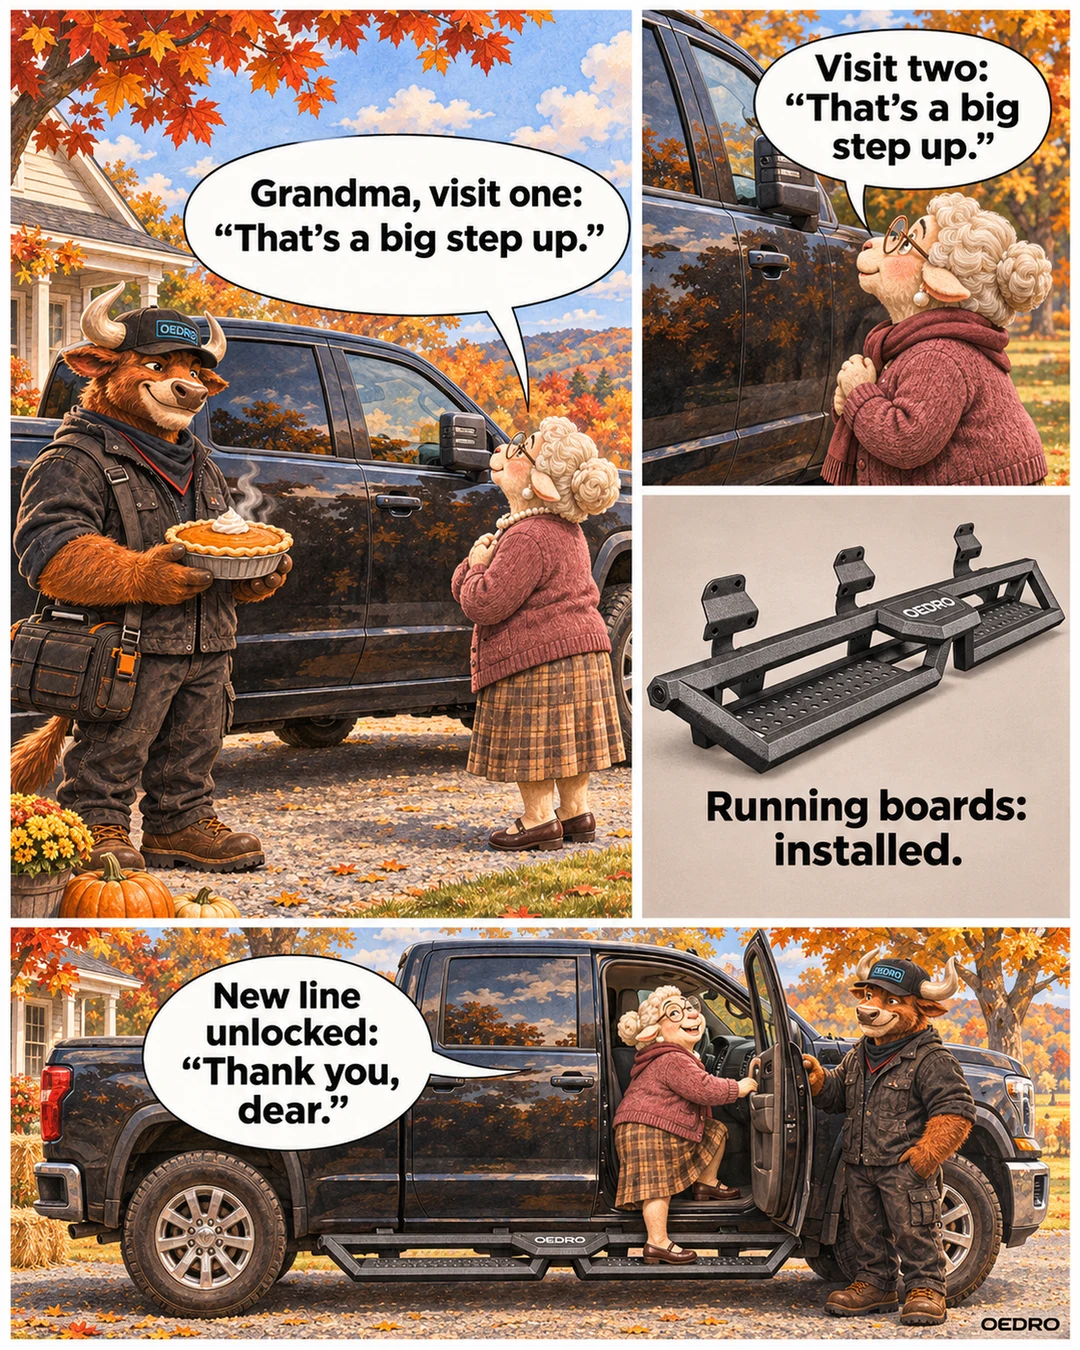 Grandma, visit one:
“That’s a big step up.”
OEDRO
Visit two:
“That’s a big
step up.”
OEDRO
Running boards:
installed.
New line
unlocked:
“Thank you,
dear.”
OEDRO
OEDRO
OEDRO